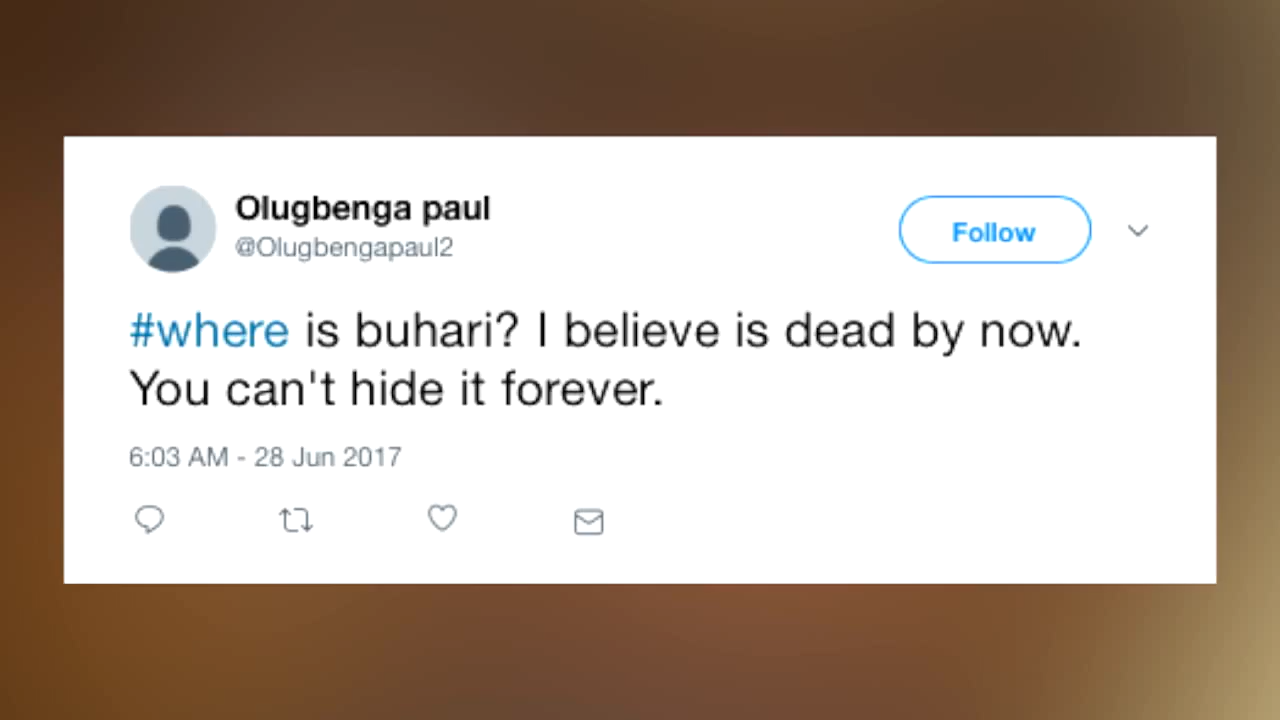 Olugbenga paul
@Olugbengapaul2
Follow
#where is buhari? I believe is dead by now.
You can't hide it forever.
6:03 AM - 28 Jun 2017